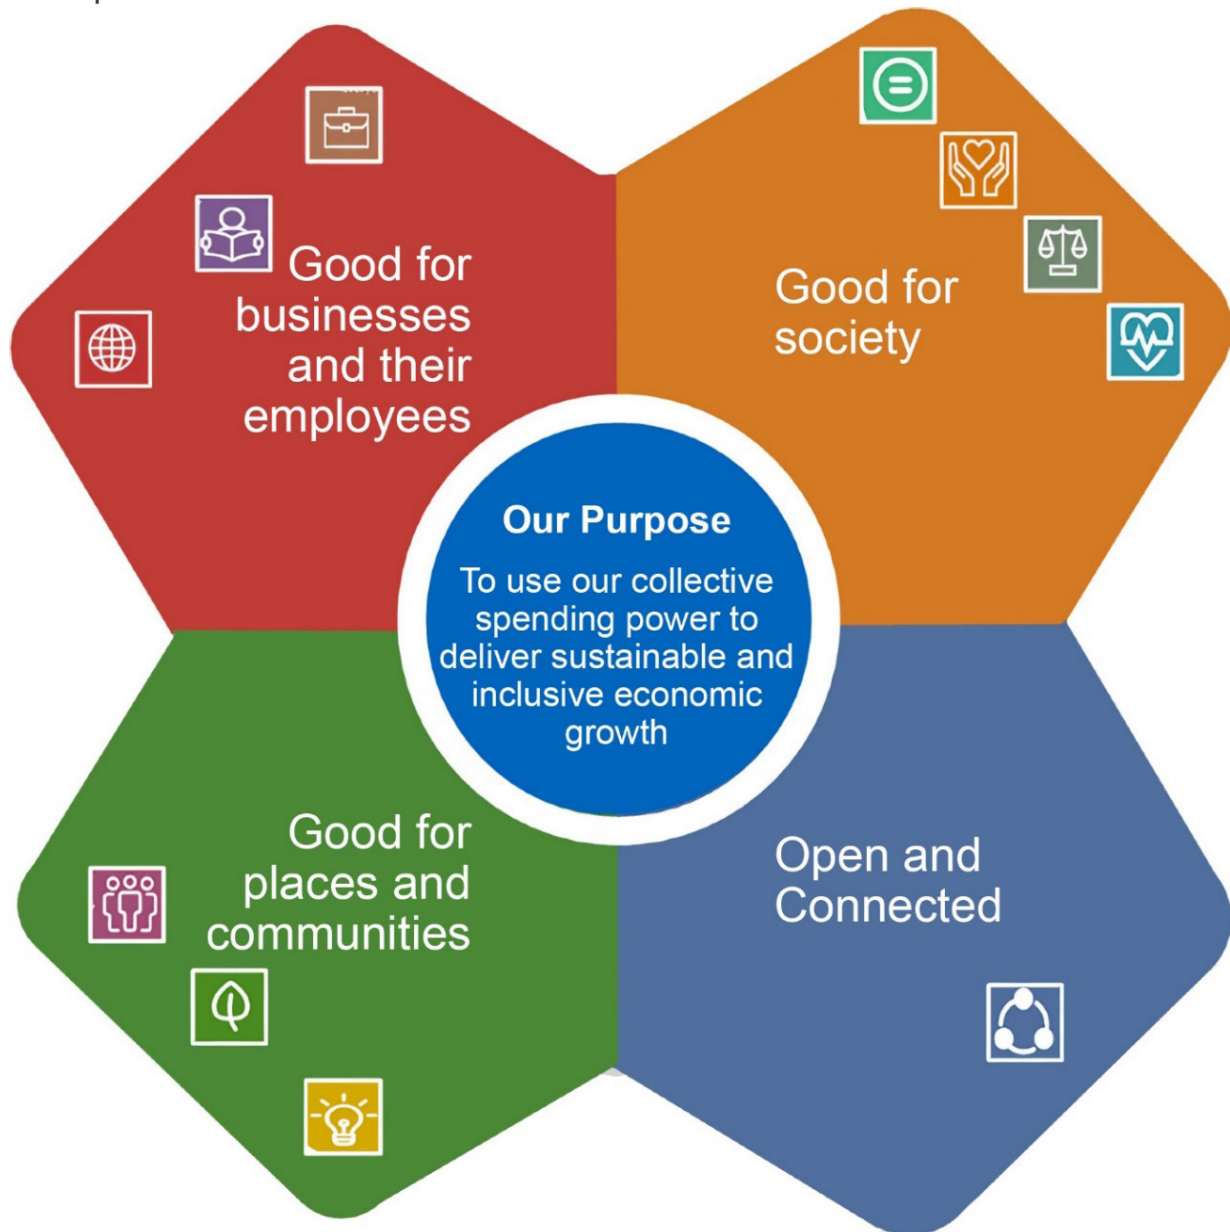 Good for
businesses
and their
employees
Good for
society
Our Purpose
To use our collective
spending power to
deliver sustainable and
inclusive economic
growth
Good for
places and
communities
Open and
Connected